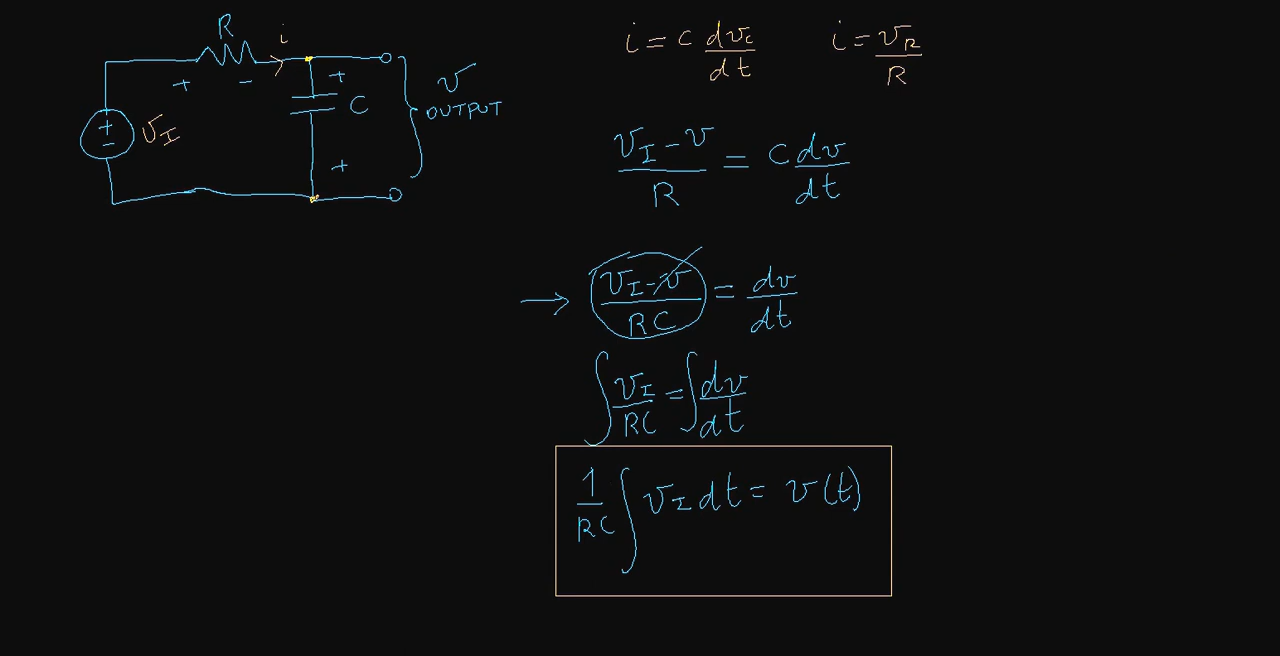 R
i
+ -
+
C
+
+
-
v_I
v
OUTPUT
i = C dv_c/dt
i = v_R/R
(v_I - v)/R = C dv/dt
→ (v_I - v)/RC = dv/dt
∫ v_I/RC = ∫ dv/dt
1/RC ∫ v_I dt = v(t)